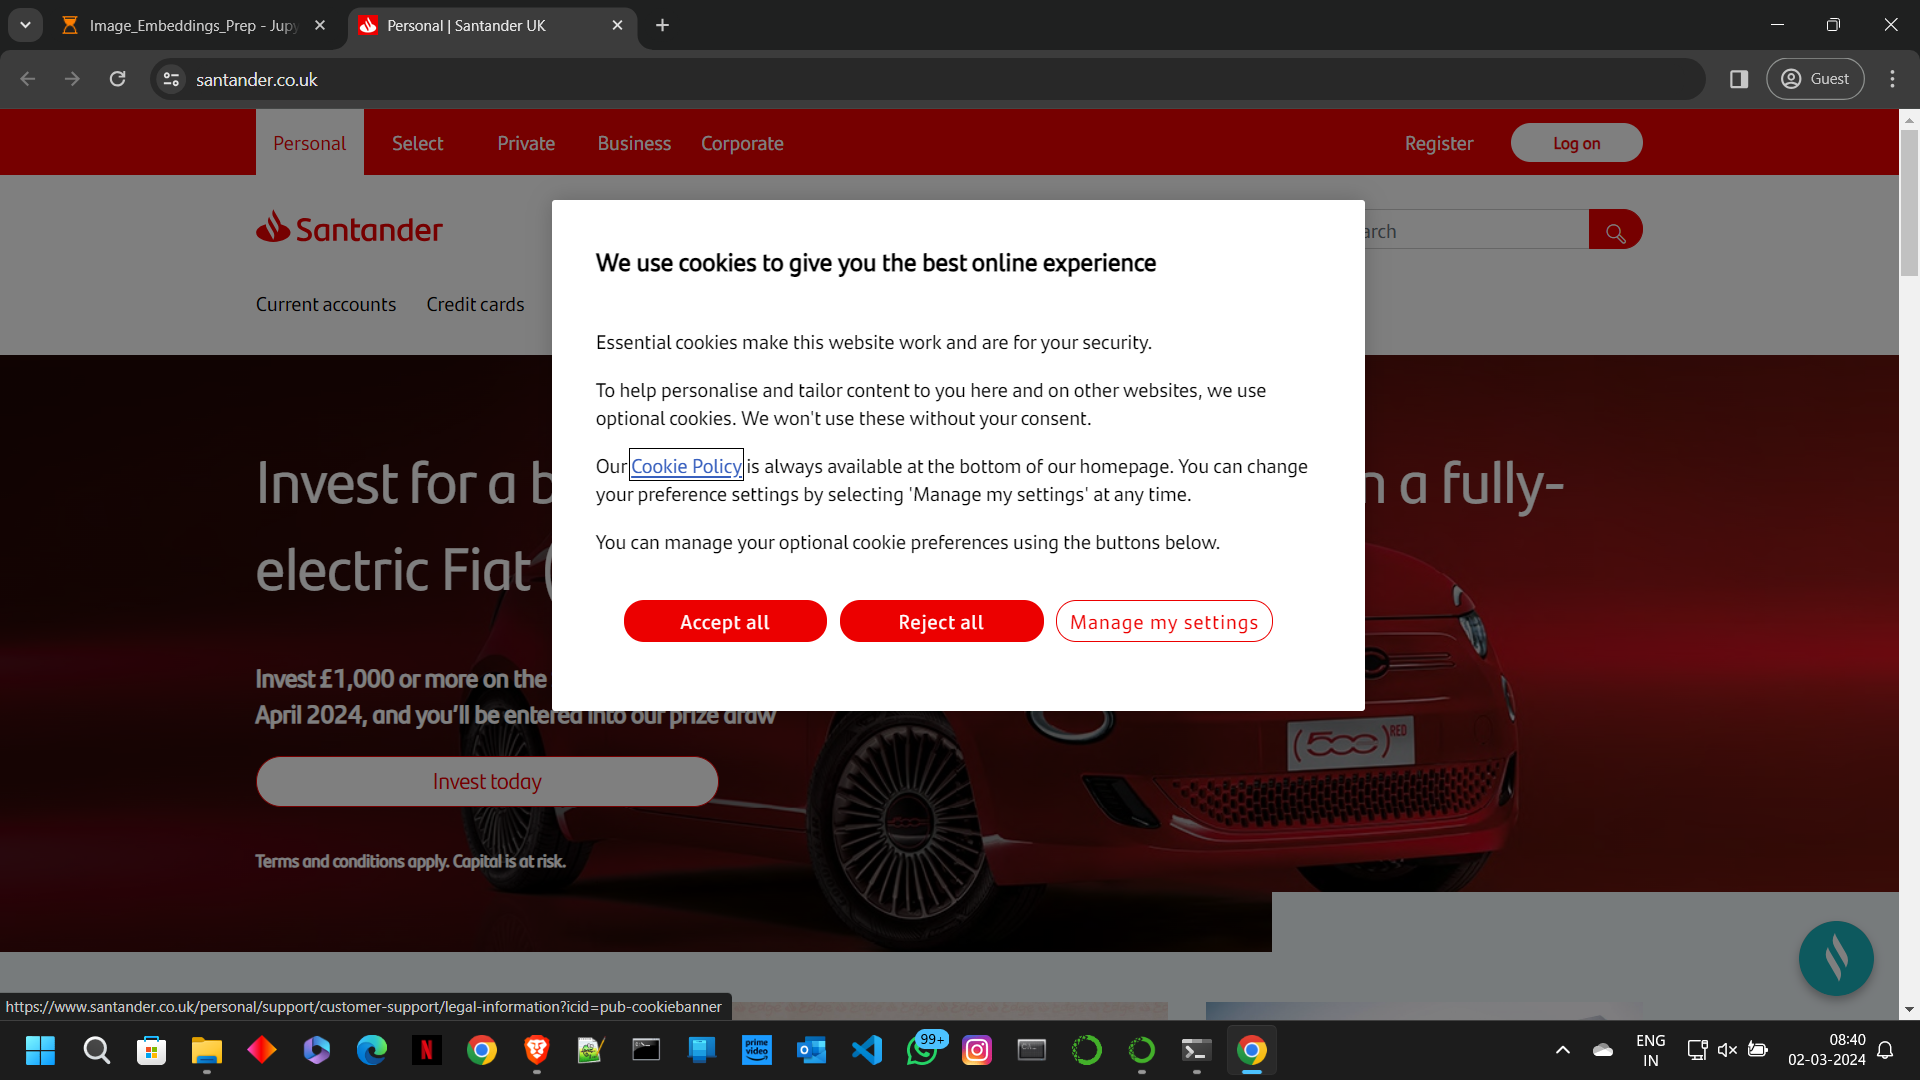 Image_Embeddings_Prep - Jupy
Personal | Santander UK
santander.co.uk
Guest
Personal
Select
Private
Business
Corporate
Register
Log on
Santander
arch
Current accounts
Credit cards
We use cookies to give you the best online experience
Essential cookies make this website work and are for your security.
To help personalise and tailor content to you here and on other websites, we use
optional cookies. We won't use these without your consent.
Our Cookie Policy is always available at the bottom of our homepage. You can change
your preference settings by selecting 'Manage my settings' at any time.
You can manage your optional cookie preferences using the buttons below.
Accept all
Reject all
Manage my settings
Invest for a b
n a fully-
electric Fiat (
Invest £1,000 or more on the
April 2024, and you’ll be entered into our prize draw
Invest today
Terms and conditions apply. Capital is at risk.
(500) RED
https://www.santander.co.uk/personal/support/customer-support/legal-information?icid=pub-cookiebanner
prime
video
99+
ENG
IN
08:40
02-03-2024